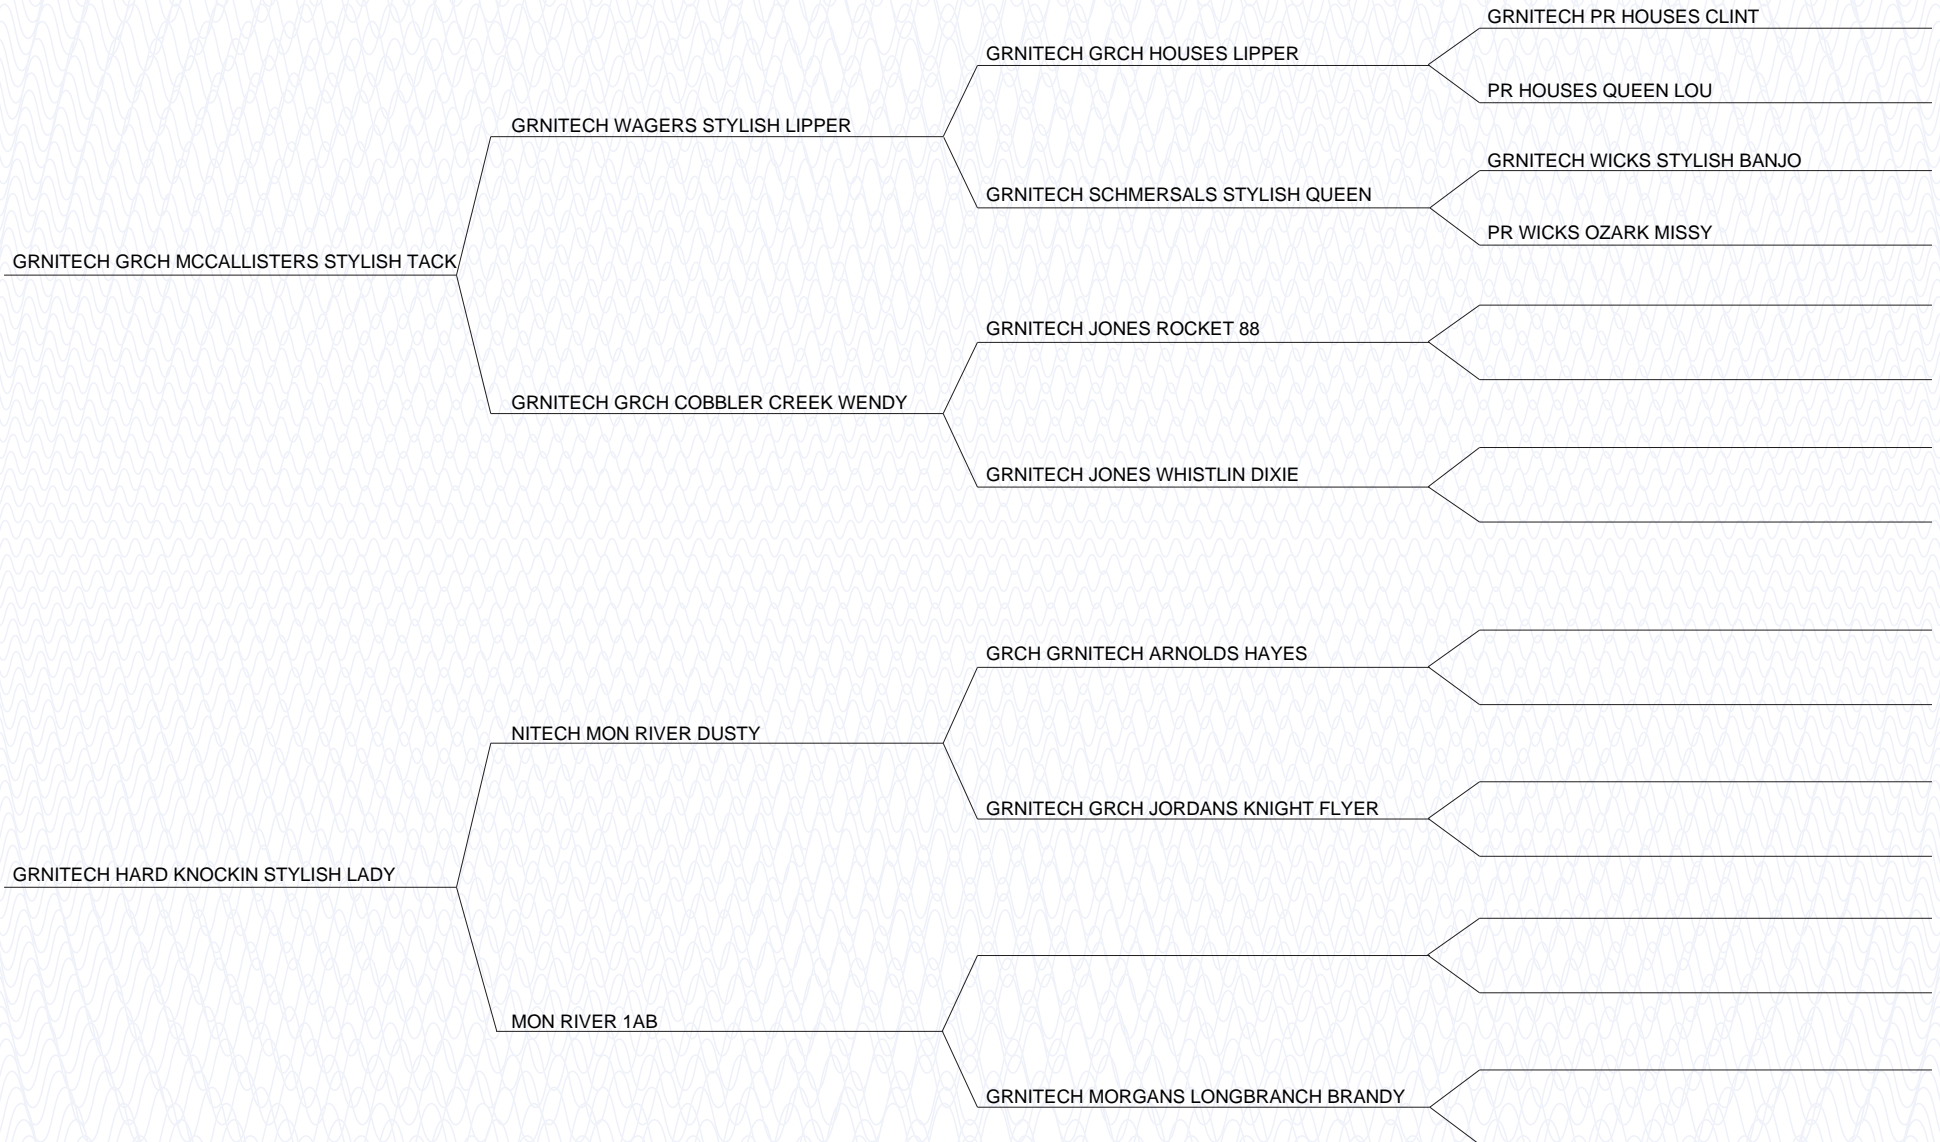 GRNITECH PR HOUSES CLINT
GRNITECH GRCH HOUSES LIPPER
PR HOUSES QUEEN LOU
GRNITECH WAGERS STYLISH LIPPER
GRNITECH WICKS STYLISH BANJO
GRNITECH SCHMERSALS STYLISH QUEEN
PR WICKS OZARK MISSY
GRNITECH GRCH MCCALLISTERS STYLISH TACK
GRNITECH JONES ROCKET 88
GRNITECH GRCH COBBLER CREEK WENDY
GRNITECH JONES WHISTLIN DIXIE
GRCH GRNITECH ARNOLDS HAYES
NITECH MON RIVER DUSTY
GRNITECH GRCH JORDANS KNIGHT FLYER
GRNITECH HARD KNOCKIN STYLISH LADY
MON RIVER 1AB
GRNITECH MORGANS LONGBRANCH BRANDY